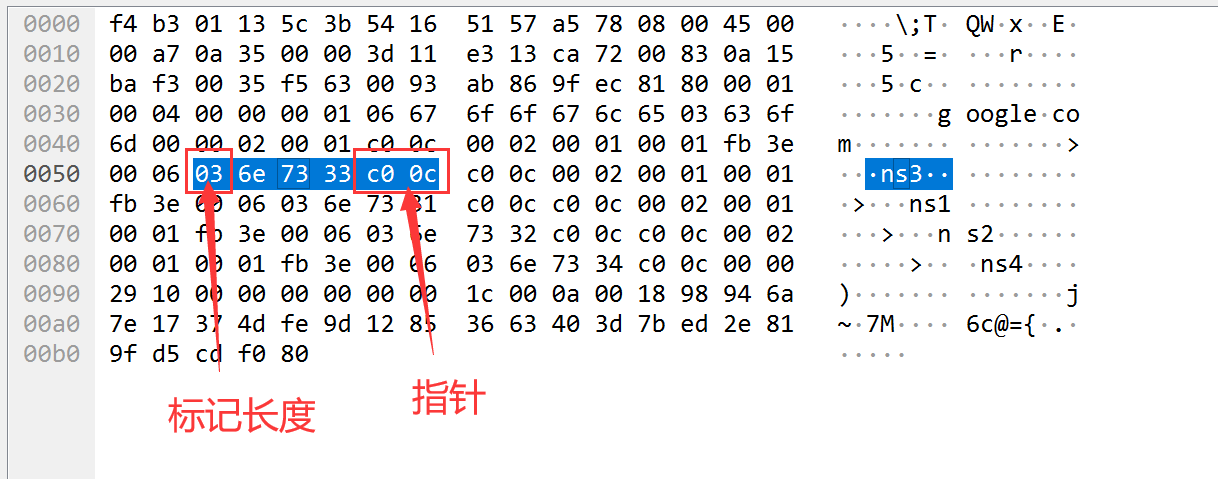 0000 f4 b3 01 13 5c 3b 54 16 51 57 a5 78 08 00 45 00 ····\;T· QW·x··E·
0010 00 a7 0a 35 00 00 3d 11 e3 13 ca 72 00 83 0a 15 ···5··=· ···r····
0020 ba f3 00 35 f5 63 00 93 ab 86 9f ec 81 80 00 01 ···5·c·· ········
0030 00 04 00 00 00 01 06 67 6f 6f 67 6c 65 03 63 6f ·······g oogle·co
0040 6d 00 00 02 00 01 c0 0c 00 02 00 01 00 01 fb 3e m······· ·······>
0050 00 06 03 6e 73 33 c0 0c c0 0c 00 02 00 01 00 01 ···ns3·· ········
0060 fb 3e 00 06 03 6e 73 31 c0 0c c0 0c 00 02 00 01 ·>···ns1 ········
0070 00 01 fb 3e 00 06 03 6e 73 32 c0 0c c0 0c 00 02 ···>···n s2······
0080 00 01 00 01 fb 3e 00 06 03 6e 73 34 c0 0c 00 00 ·····>·· ·ns4····
0090 29 10 00 00 00 00 00 00 1c 00 0a 00 18 98 94 6a )······· ·······j
00a0 7e 17 37 4d fe 9d 12 85 36 63 40 3d 7b ed 2e 81 ~·7M···· 6c@={·.·
00b0 9f d5 cd f0 80 ·····
标记长度
指针